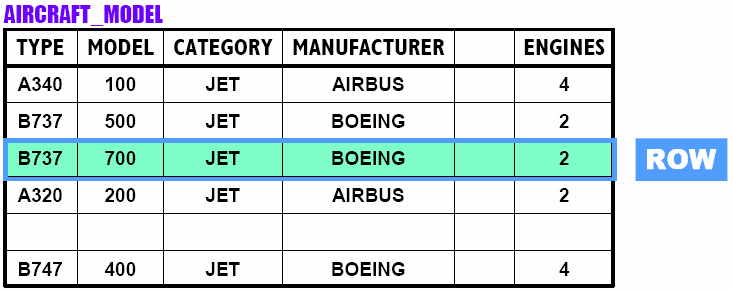 AIRCRAFT_MODEL
TYPE MODEL CATEGORY MANUFACTURER ENGINES
A340 100 JET AIRBUS 4
B737 500 JET BOEING 2
B737 700 JET BOEING 2 ROW
A320 200 JET AIRBUS 2
B747 400 JET BOEING 4